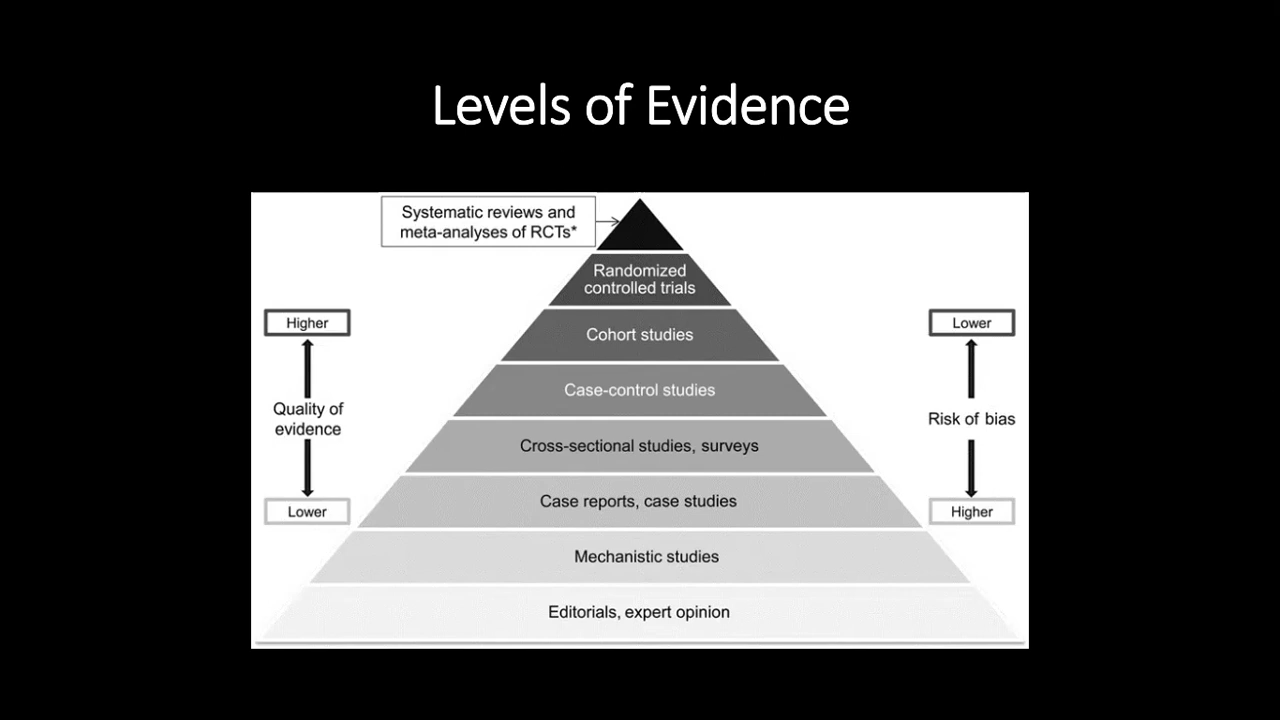 Levels of Evidence
Systematic reviews and
meta-analyses of RCTs*
Randomized
controlled trials
Higher
Cohort studies
Lower
Case-control studies
Quality of
evidence
Risk of bias
Cross-sectional studies, surveys
Case reports, case studies
Lower
Higher
Mechanistic studies
Editorials, expert opinion